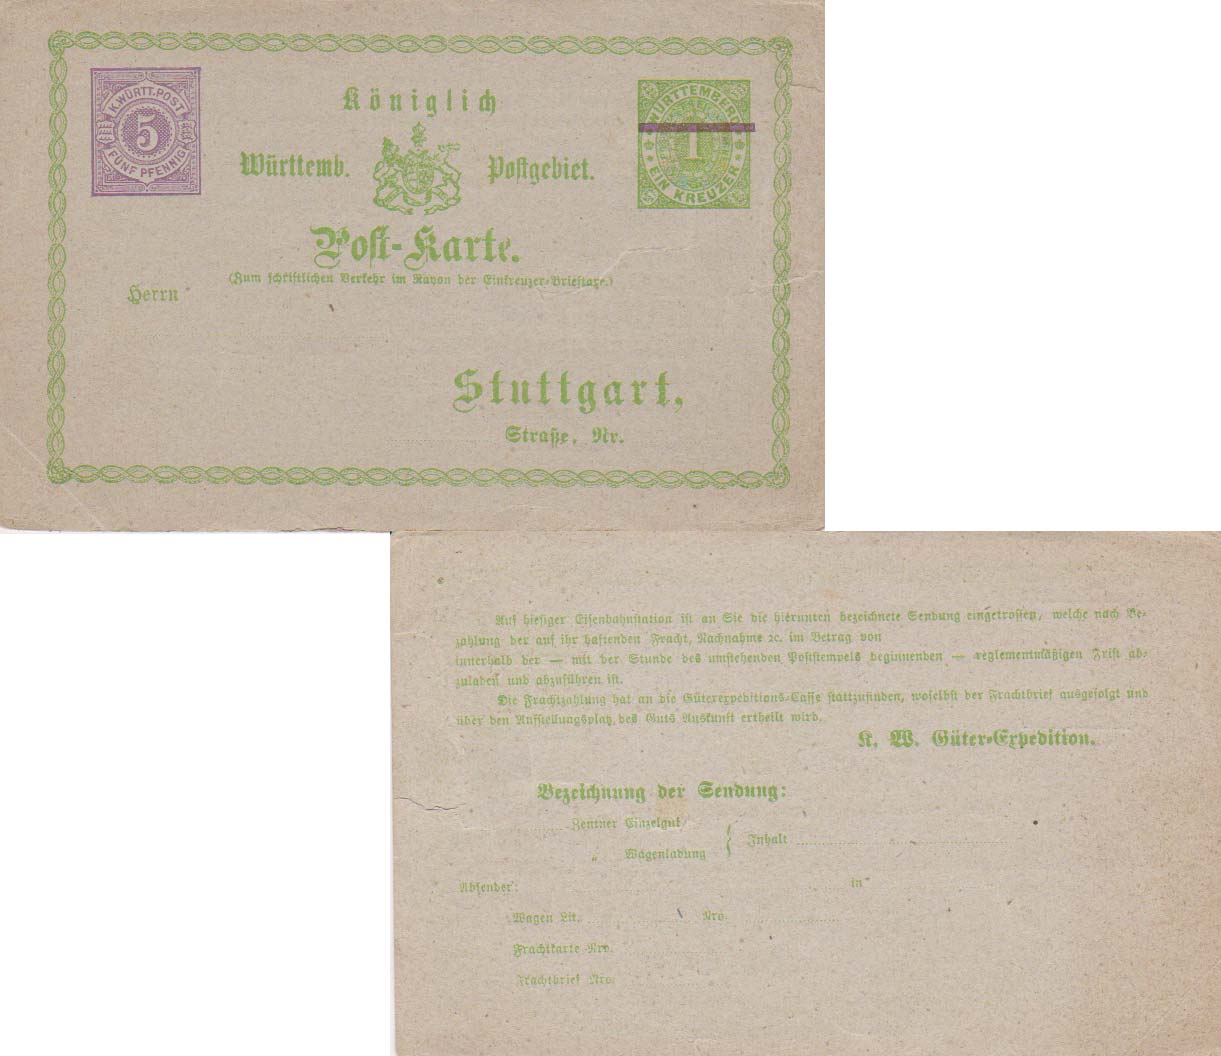 K. WÜRTT. POST
5
FÜNF PFENNIG
WÜRTTEMBERG
1
EIN KREUZER
Königlich
Württemb. Postgebiet.
Post-Karte.
(Zum schriftlichen Verkehr im Rayon der Einkreuzer-Brieftaxe.)
Herrn
Stuttgart,
Straße, Nr.
Auf hiesiger Eisenbahnstation ist an Sie die hierunten bezeichnete Sendung eingetroffen, welche nach Be-
zahlung der auf ihr haftenden Fracht, Nachnahme ꝛc. im Betrag von
innerhalb der — mit der Stunde des umstehenden Poststempels beginnenden — reglementmäßigen Frist ab-
zuladen und abzuführen ist.
Die Frachtzahlung hat an die Güterexpeditions-Casse stattzufinden, woselbst der Frachtbrief ausgefolgt und
über den Aufstellungsplatz des Guts Auskunft ertheilt wird.
K. W. Güter-Expedition.
Bezeichnung der Sendung:
Zentner Einzelgut
„ Wagenladung } Inhalt
Absender: in
Wagen Lit. Nro.
Frachtkarte Nro.
Frachtbrief Nro.